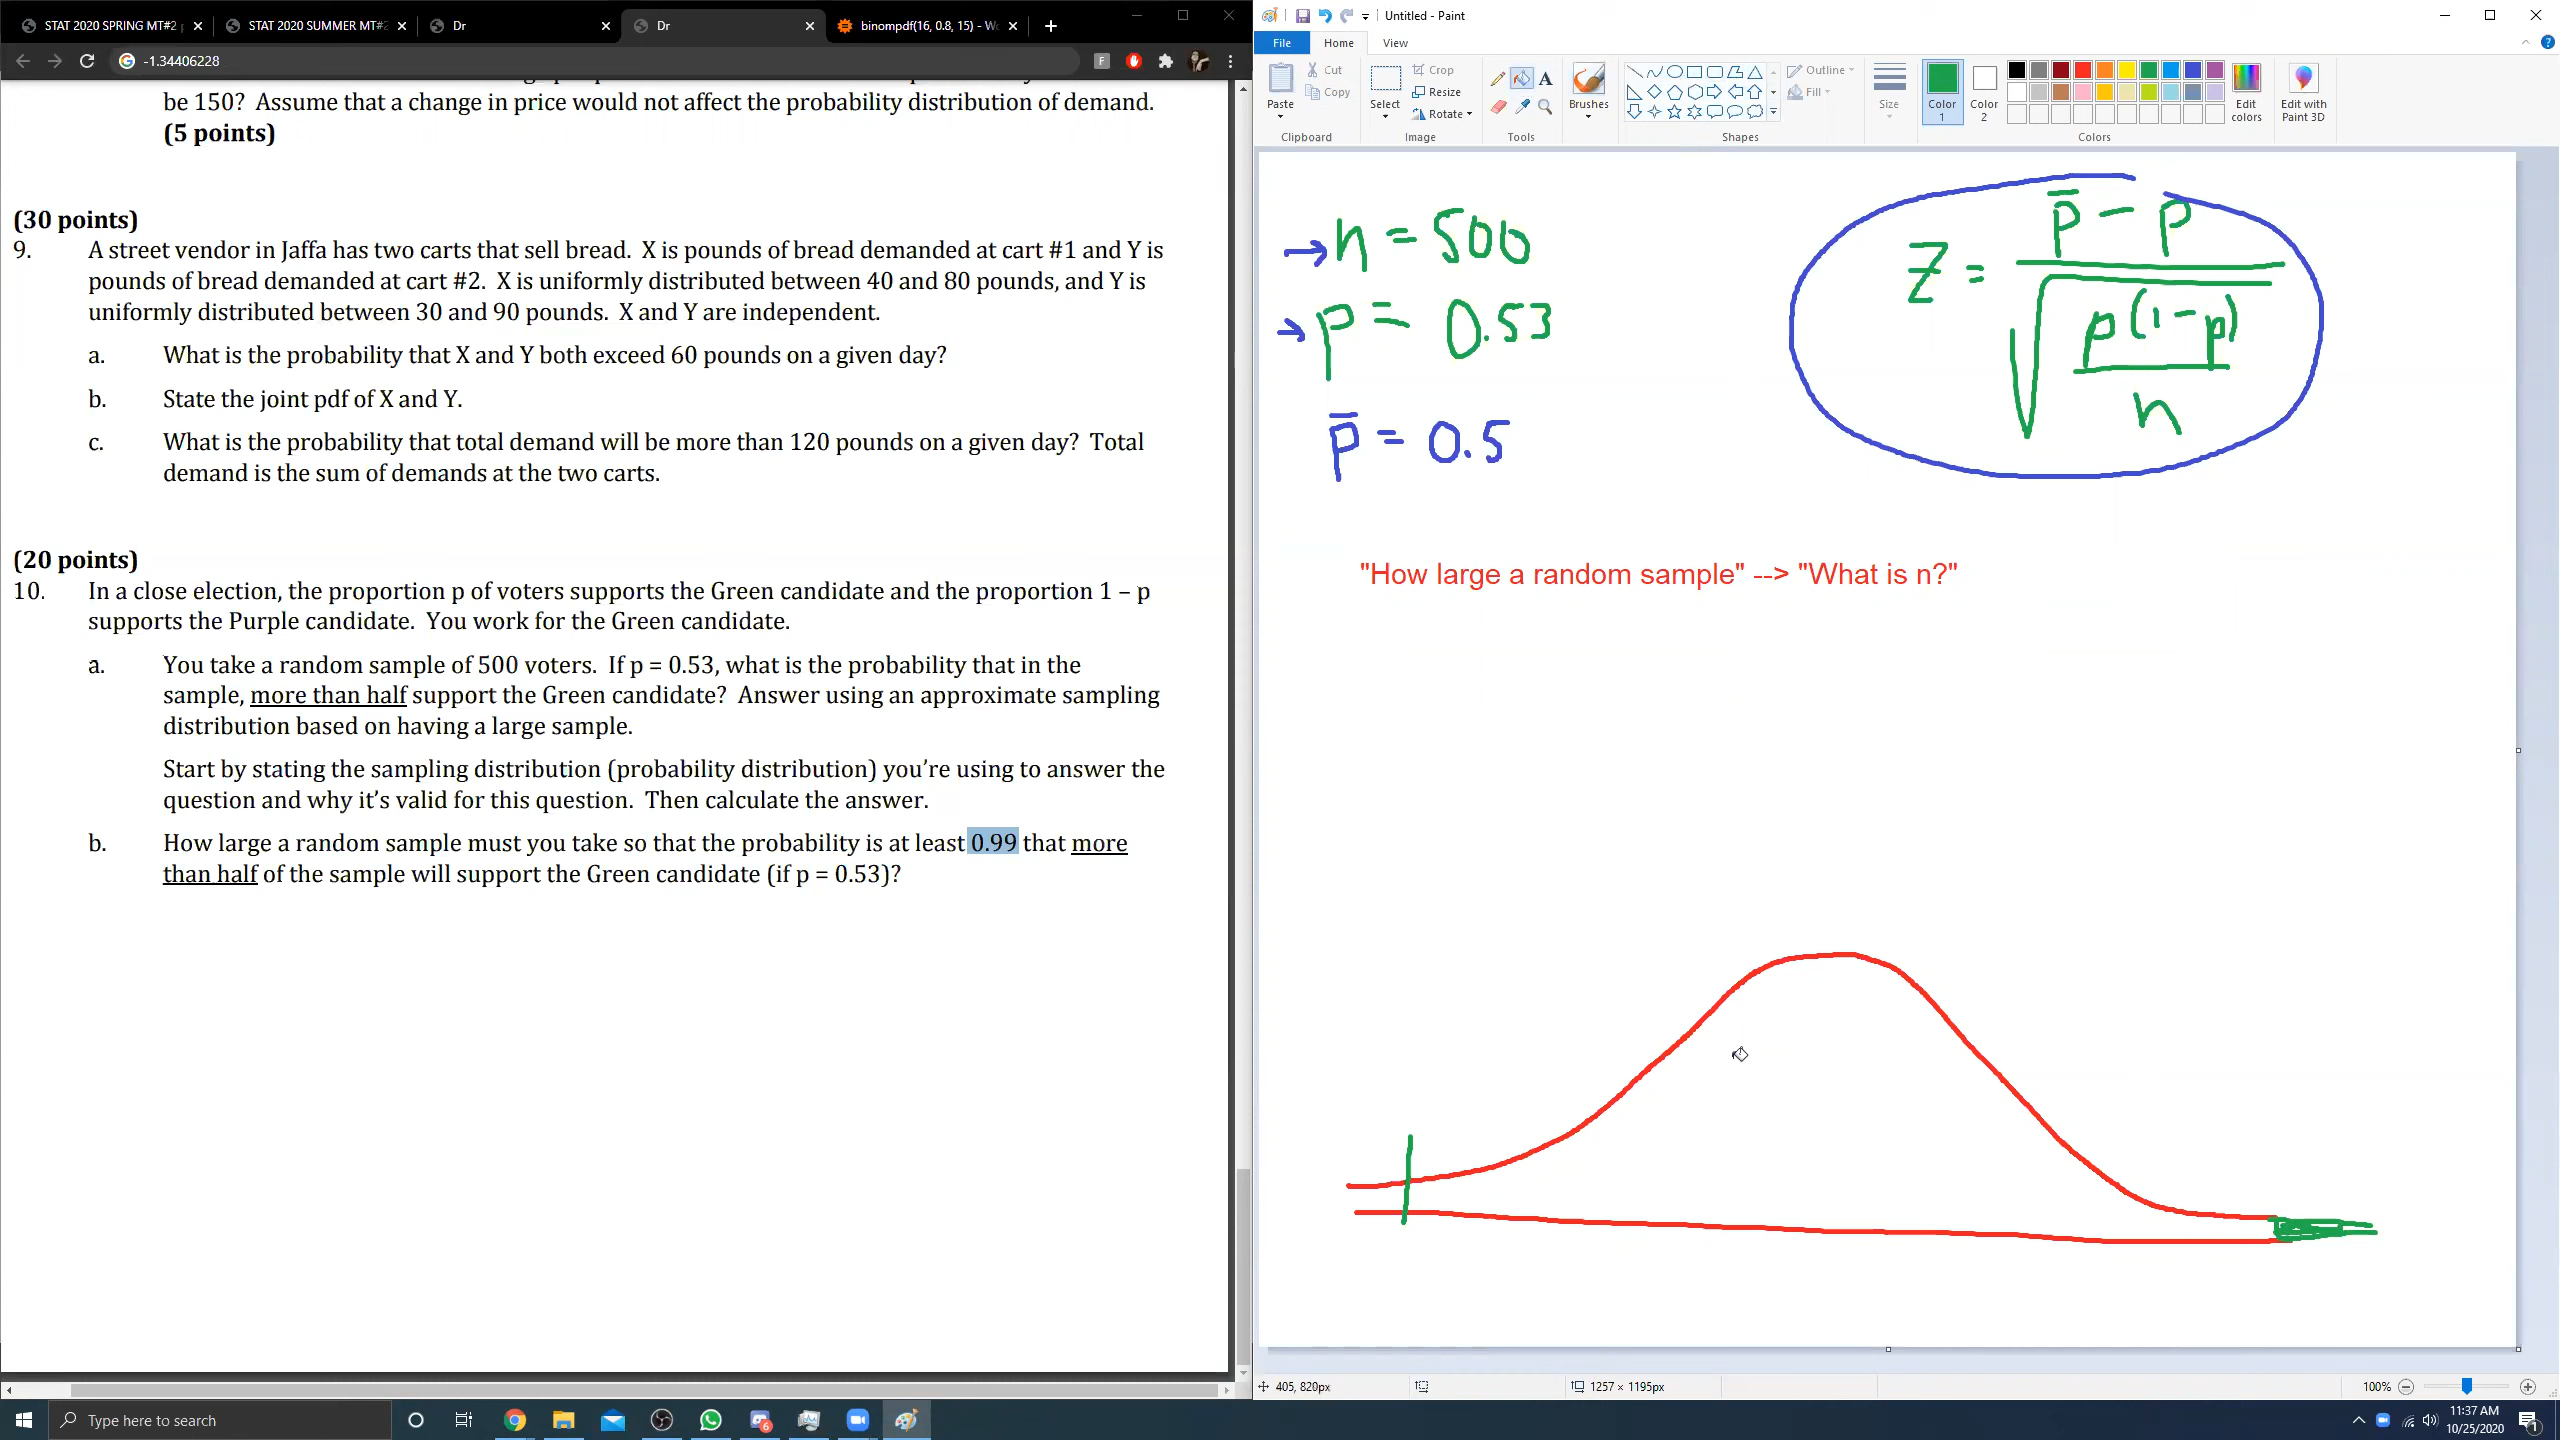 STAT 2020 SPRING MT#2
STAT 2020 SUMMER MT#2
Dr
Dr
binompdf(16, 0.8, 15) - Wo
-1.34406228
be 150? Assume that a change in price would not affect the probability distribution of demand.
(5 points)
(30 points)
9. A street vendor in Jaffa has two carts that sell bread. X is pounds of bread demanded at cart #1 and Y is
pounds of bread demanded at cart #2. X is uniformly distributed between 40 and 80 pounds, and Y is
uniformly distributed between 30 and 90 pounds. X and Y are independent.
a. What is the probability that X and Y both exceed 60 pounds on a given day?
b. State the joint pdf of X and Y.
c. What is the probability that total demand will be more than 120 pounds on a given day? Total
demand is the sum of demands at the two carts.
(20 points)
10. In a close election, the proportion p of voters supports the Green candidate and the proportion 1 – p
supports the Purple candidate. You work for the Green candidate.
a. You take a random sample of 500 voters. If p = 0.53, what is the probability that in the
sample, more than half support the Green candidate? Answer using an approximate sampling
distribution based on having a large sample.
Start by stating the sampling distribution (probability distribution) you're using to answer the
question and why it's valid for this question. Then calculate the answer.
b. How large a random sample must you take so that the probability is at least 0.99 that more
than half of the sample will support the Green candidate (if p = 0.53)?
Type here to search
Untitled - Paint
File Home View
Paste
Cut
Copy
Clipboard
Select
Crop
Resize
Rotate
Image
A
Tools
Brushes
Outline
Fill
Shapes
Size
Color 1
Color 2
Edit colors
Colors
Edit with Paint 3D
→ n = 500
→ p = 0.53
p̄ = 0.5
Z = p̄ - p
√ p(1-p)
n
"How large a random sample" --> "What is n?"
405, 820px
1257 × 1195px
100%
11:37 AM
10/25/2020